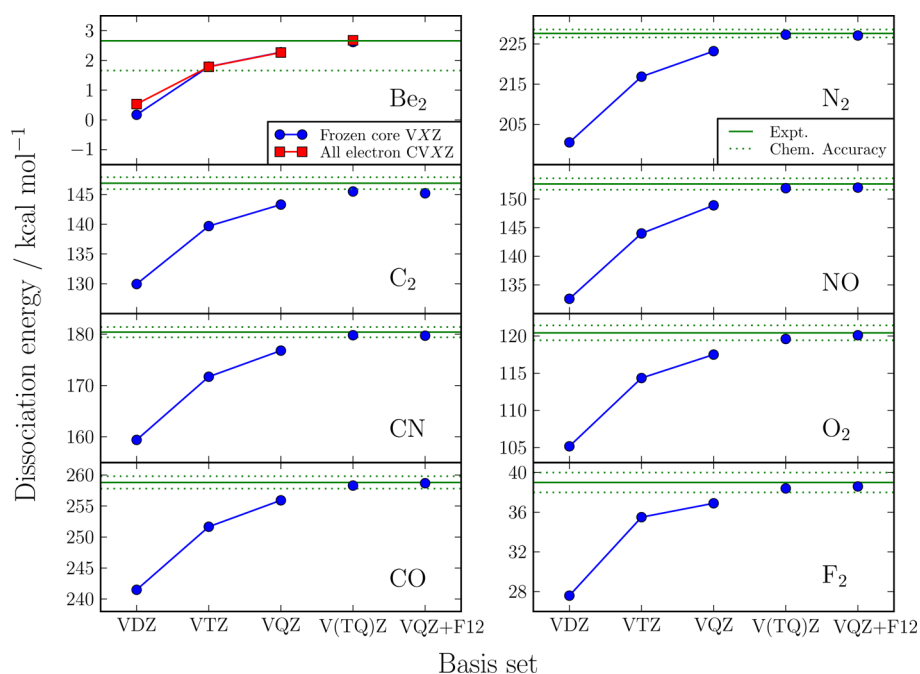 Dissociation energy / kcal mol⁻¹
3
2
1
0
−1
Be₂
Frozen core VXZ
All electron CVXZ
225
215
205
N₂
Expt.
Chem. Accuracy
145
140
135
130
C₂
150
145
140
135
NO
180
170
160
CN
120
115
110
105
O₂
260
255
250
245
240
CO
40
36
32
28
F₂
VDZ VTZ VQZ V(TQ)Z VQZ+F12
VDZ VTZ VQZ V(TQ)Z VQZ+F12
Basis set